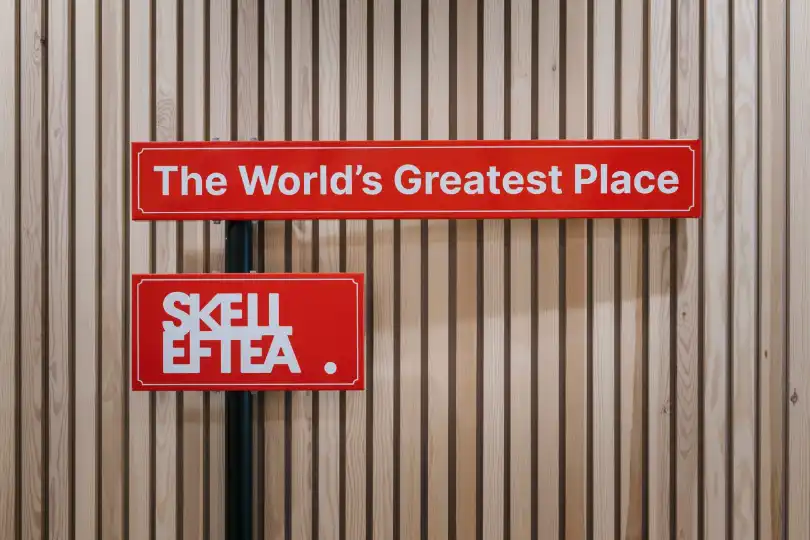 The World's Greatest Place
SKELL
EFTEA.